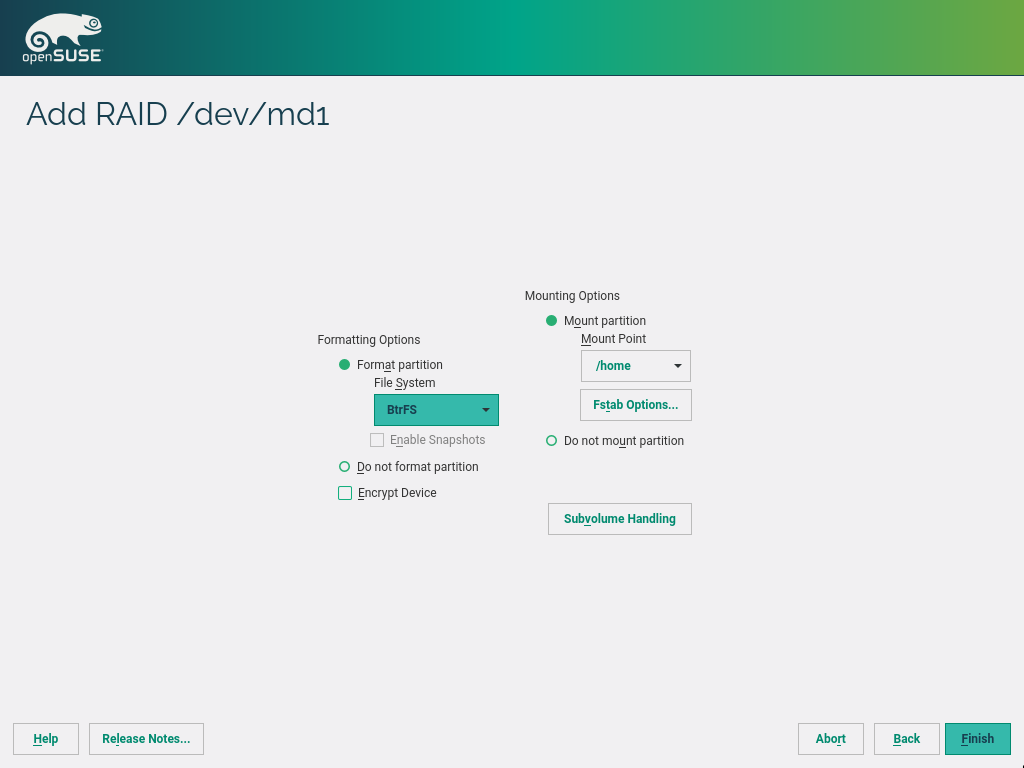 openSUSE
Add RAID /dev/md1
Formatting Options
Format partition
File System
BtrFS
Enable Snapshots
Do not format partition
Encrypt Device
Mounting Options
Mount partition
Mount Point
/home
Fstab Options...
Do not mount partition
Subvolume Handling
Help
Release Notes...
Abort
Back
Finish